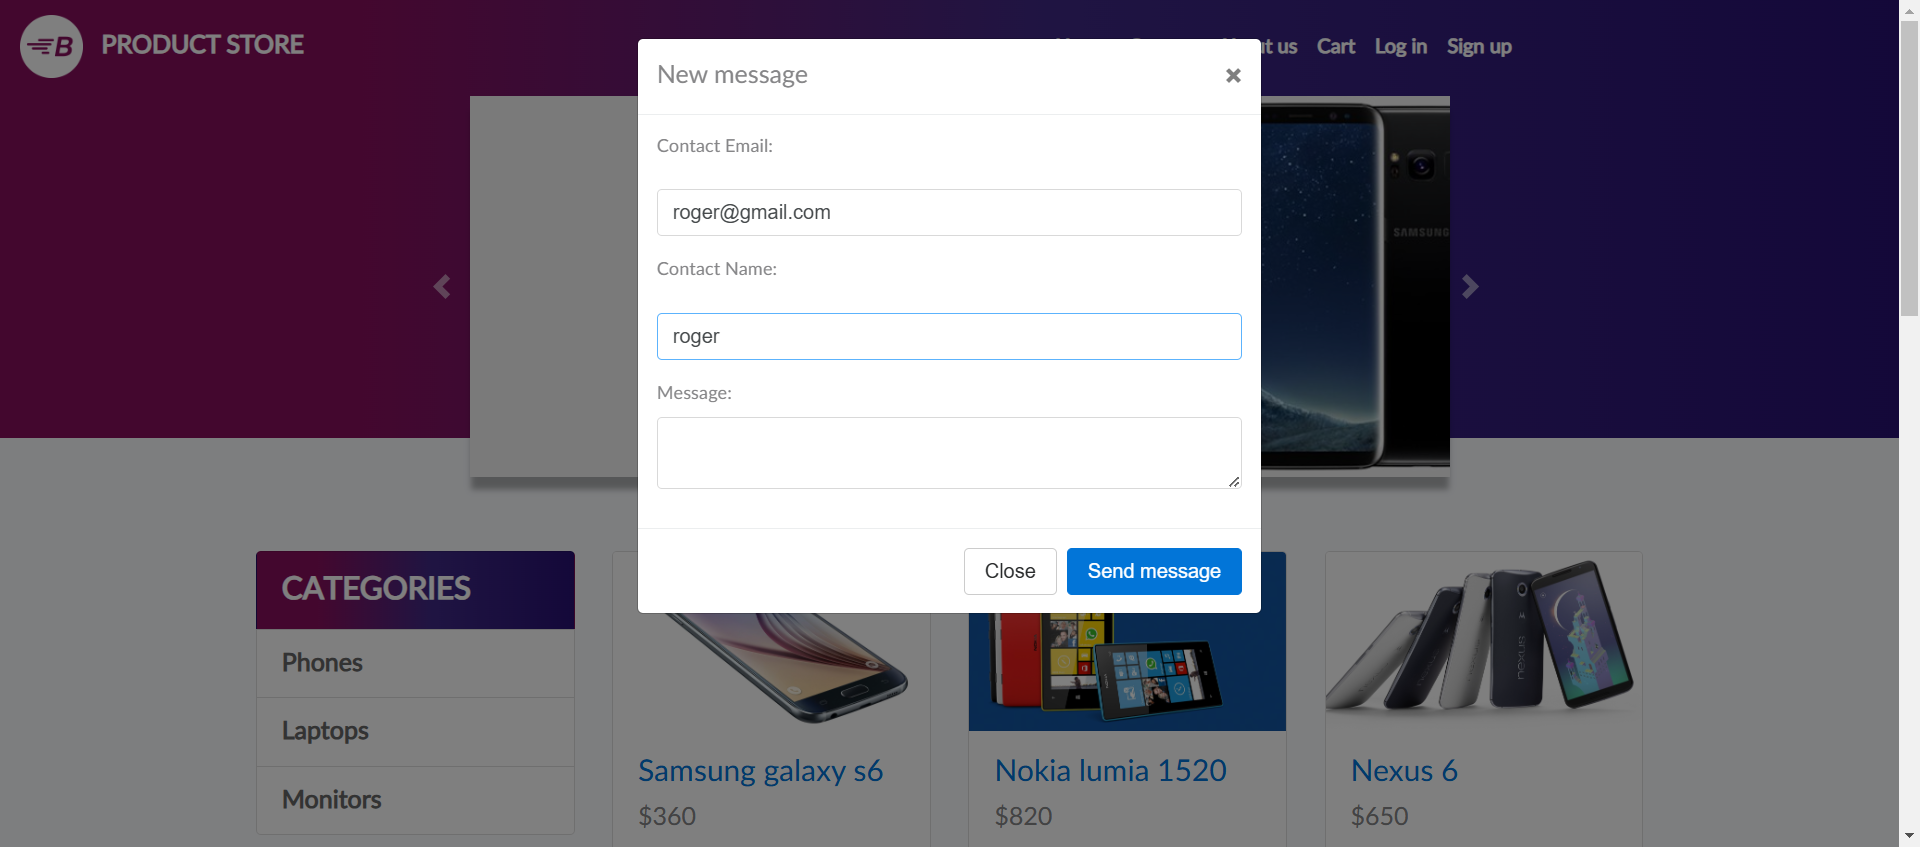 B PRODUCT STORE
t us Cart Log in Sign up
New message
Contact Email:
roger@gmail.com
Contact Name:
roger
SAMSUNG
Message:
Close Send message
CATEGORIES
Phones
Laptops
Monitors
nexus
Samsung galaxy s6
$360
Nokia lumia 1520
$820
Nexus 6
$650